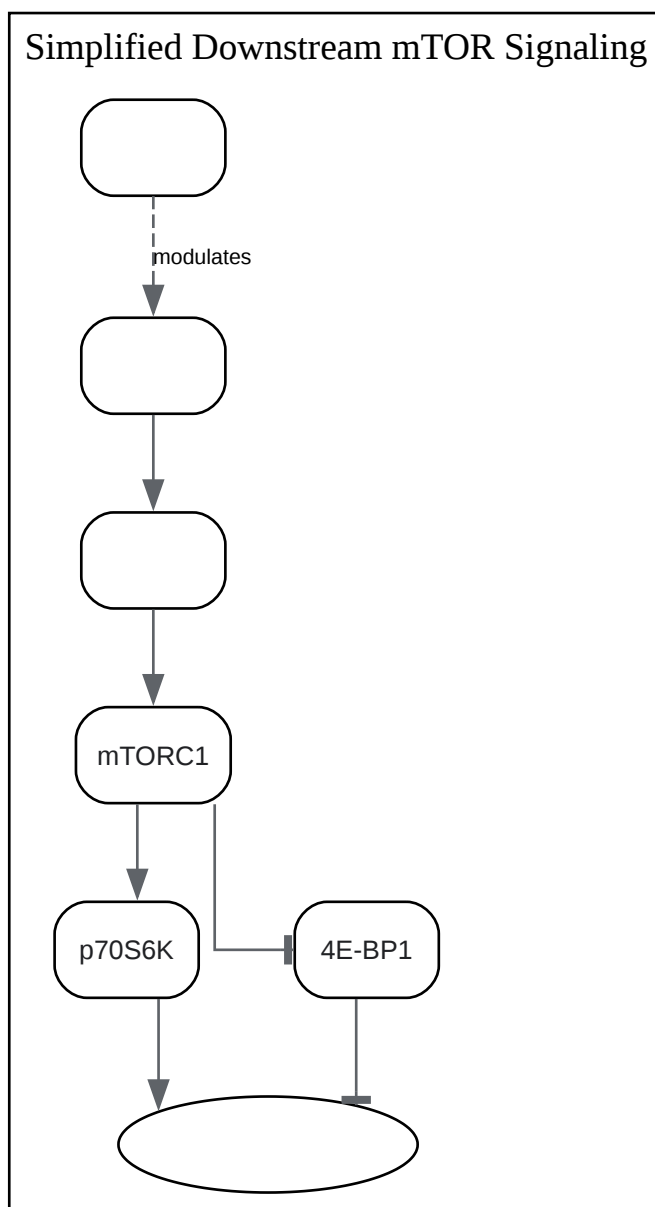 Simplified Downstream mTOR Signaling
modulates
mTORC1
p70S6K
4E-BP1